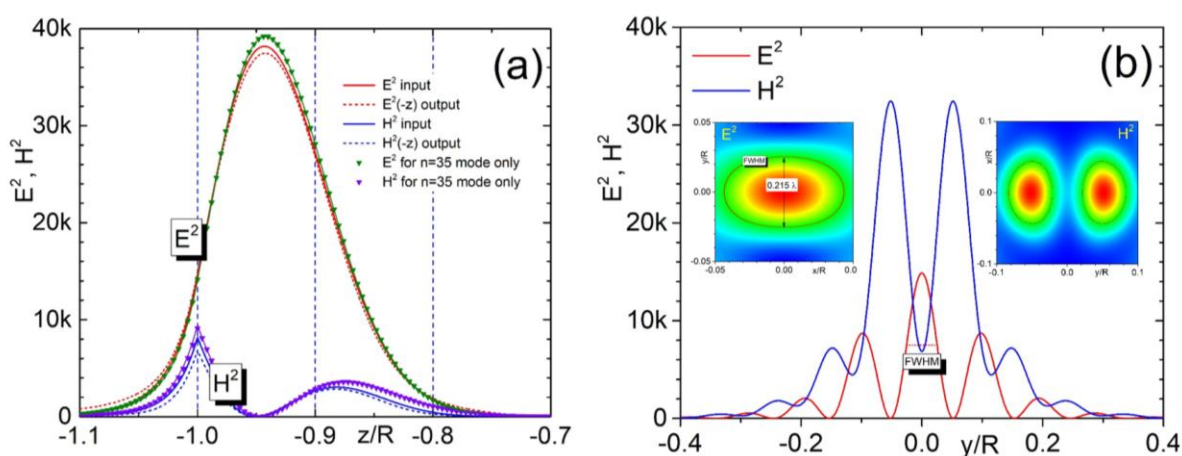 (a)
E², H²
40k
30k
20k
10k
0
-1.1
-1.0
-0.9
-0.8
-0.7
z/R
E² input
E²(-z) output
H² input
H²(-z) output
E² for n=35 mode only
H² for n=35 mode only
E²
H²
(b)
E², H²
40k
30k
20k
10k
0
-0.4
-0.2
0.0
0.2
0.4
y/R
E²
H²
FWHM
E²
y/R
0.05
0.00
-0.05
-0.05
0.00
0.0
x/R
FWHM
0.215 λ
H²
x/R
0.1
0.0
-0.1
-0.1
0.0
0.1
y/R